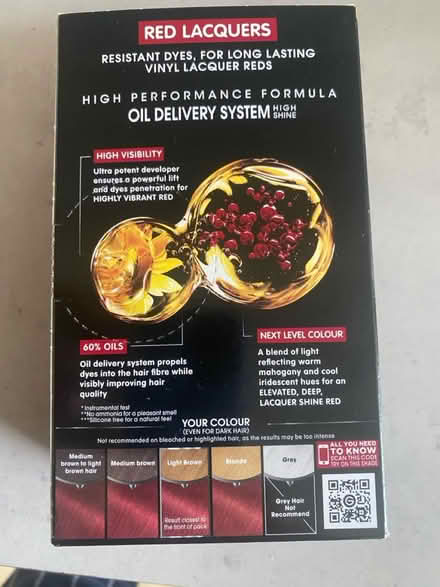 RED LACQUERS
RESISTANT DYES, FOR LONG LASTING
VINYL LACQUER REDS
HIGH PERFORMANCE FORMULA
OIL DELIVERY SYSTEM HIGH SHINE
HIGH VISIBILITY
Ultra potent developer
ensures a powerful lift
and dyes penetration for
HIGHLY VIBRANT RED
60% OILS
Oil delivery system propels
dyes into the hair fibre while
visibly improving hair
quality
*Instrumental test
**No ammonia for a pleasant smell
***Silicone free for a natural feel
NEXT LEVEL COLOUR
A blend of light
reflecting warm
mahogany and cool
iridescent hues for an
ELEVATED, DEEP,
LACQUER SHINE RED
YOUR COLOUR
(EVEN FOR DARK HAIR)
Not recommended on bleached or highlighted hair, as the results may be too intense
Medium
brown to light
brown hair
Medium brown
Light Brown
Result closest to
the front of pack
Blonde
Grey
Grey Hair
Not
Recommend
ALL YOU NEED
TO KNOW
SCAN THIS CODE
TRY ON THIS SHADE
G